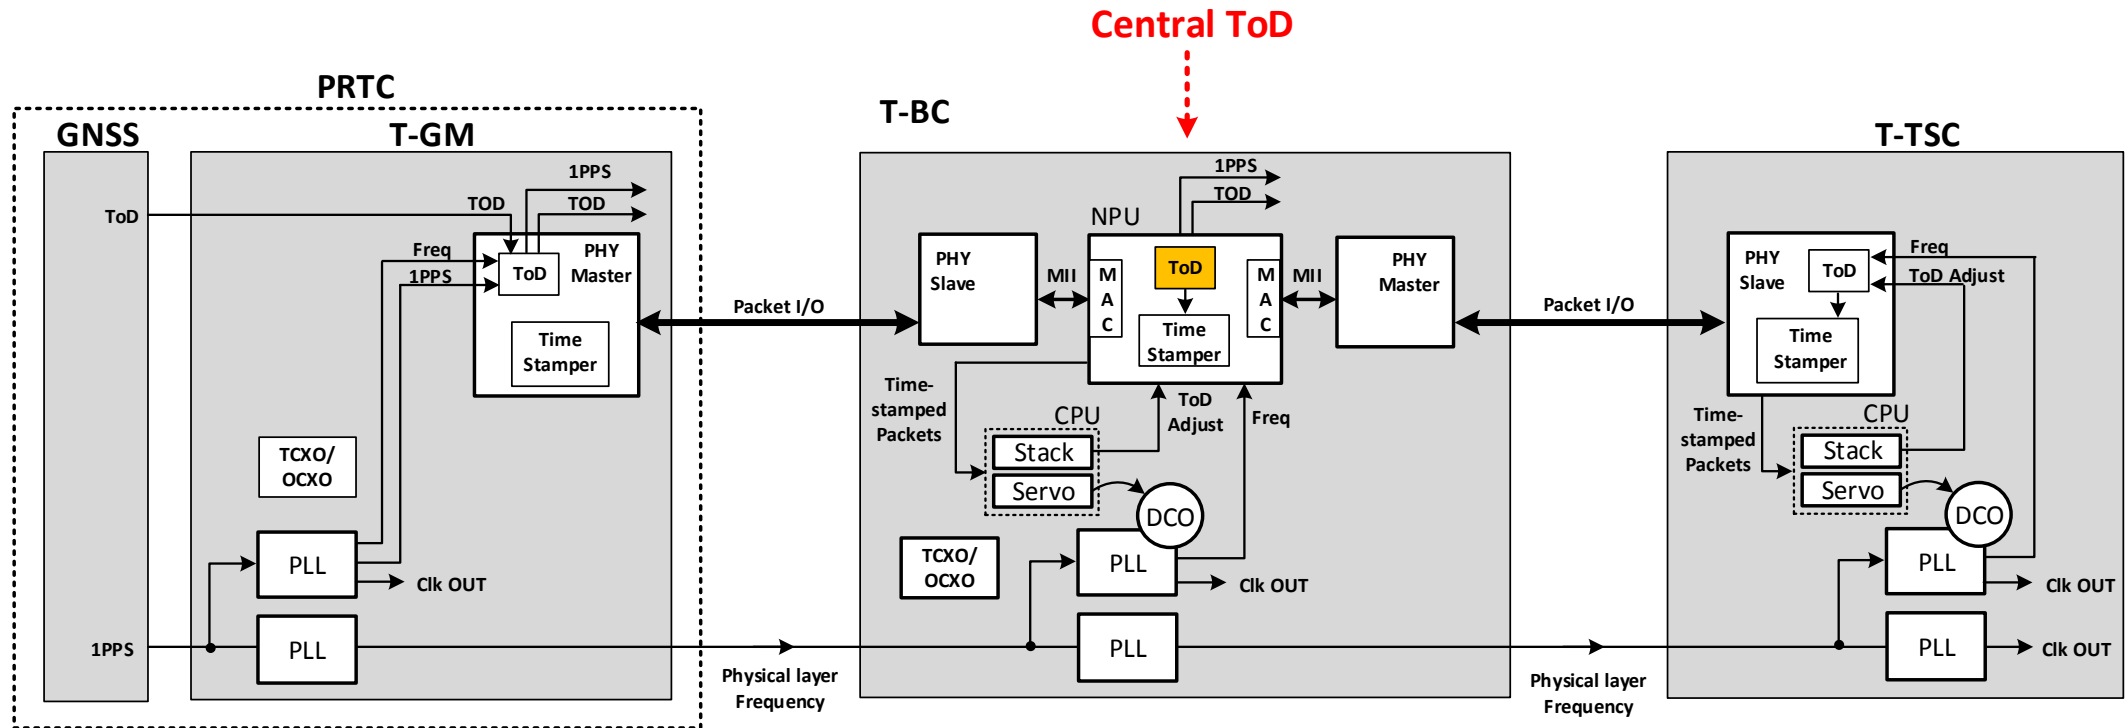 Central ToD
PRTC
GNSS
T-GM
ToD
1PPS
1PPS
TOD
TOD
Freq
1PPS
ToD
PHY
Master
Time
Stamper
TCXO/
OCXO
PLL
Clk OUT
PLL
Packet I/O
Physical layer
Frequency
T-BC
1PPS
TOD
NPU
PHY
Slave
MII
M
A
C
ToD
Time
Stamper
M
A
C
MII
PHY
Master
Time-
stamped
Packets
CPU
Stack
Servo
ToD
Adjust
Freq
DCO
TCXO/
OCXO
PLL
Clk OUT
PLL
Packet I/O
Physical layer
Frequency
T-TSC
PHY
Slave
ToD
Freq
ToD Adjust
Time
Stamper
Time-
stamped
Packets
CPU
Stack
Servo
DCO
PLL
Clk OUT
PLL
Clk OUT